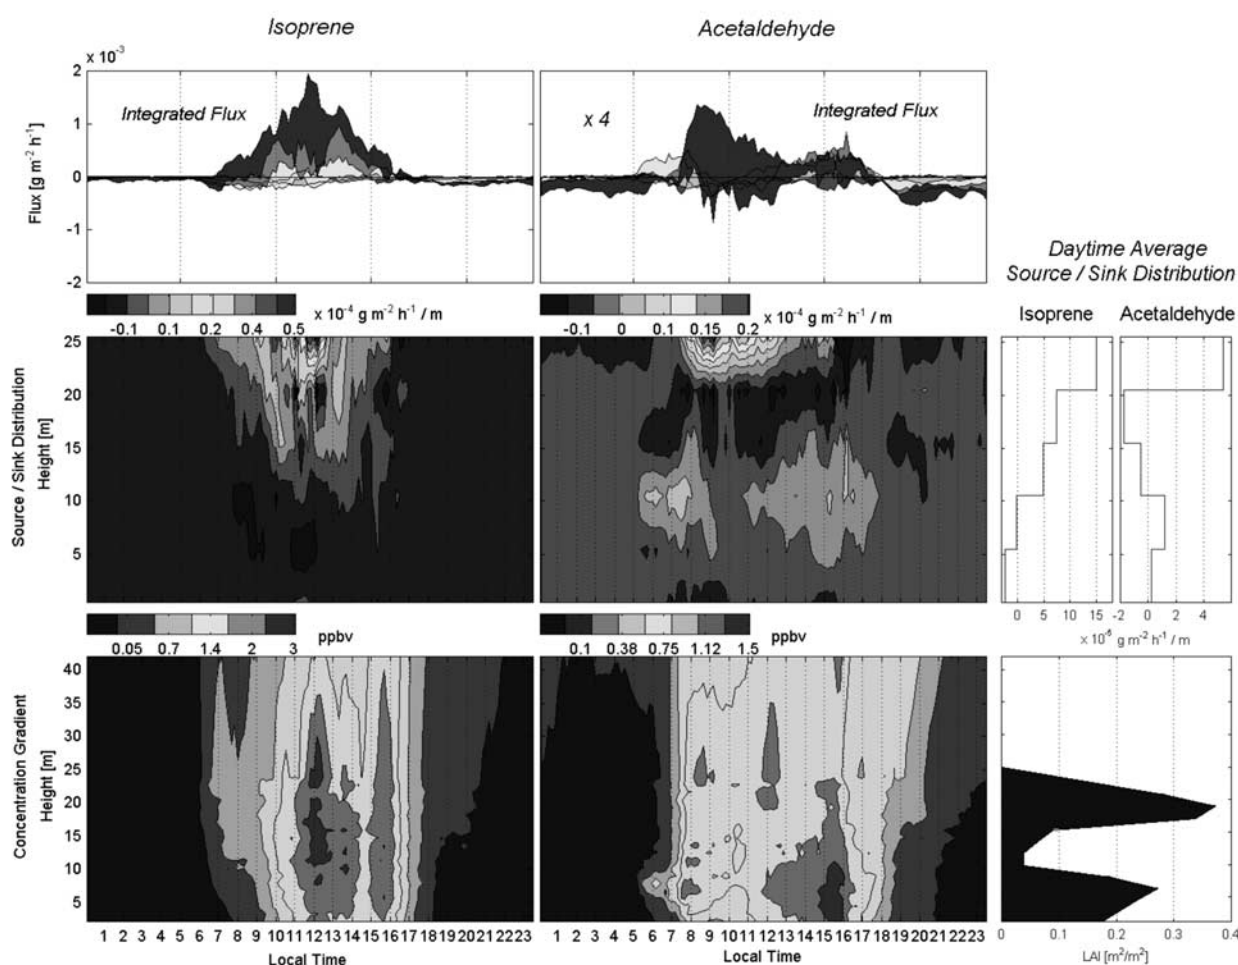 Isoprene
Acetaldehyde
x 10⁻³
2
1
0
-1
-2
Flux [g m⁻² h⁻¹]
Integrated Flux
x 4
Integrated Flux
Daytime Average
Source / Sink Distribution
-0.1 0.1 0.2 0.4 0.5
x 10⁻⁴ g m⁻² h⁻¹ / m
-0.1 0 0.1 0.15 0.2
x 10⁻⁴ g m⁻² h⁻¹ / m
Isoprene
Acetaldehyde
25
20
15
10
5
Source / Sink Distribution
Height [m]
0 5 10 15
-2 0 2 4
x 10⁻⁶ g m⁻² h⁻¹ / m
0.05 0.7 1.4 2 3
ppbv
0.1 0.38 0.75 1.12 1.5
ppbv
40
35
30
25
20
15
10
5
Concentration Gradient
Height [m]
1 2 3 4 5 6 7 8 9 10 11 12 13 14 15 16 17 18 19 20 21 22 23
Local Time
1 2 3 4 5 6 7 8 9 10 11 12 13 14 15 16 17 18 19 20 21 22 23
Local Time
0 0.1 0.2 0.3 0.4
LAI [m²/m²]